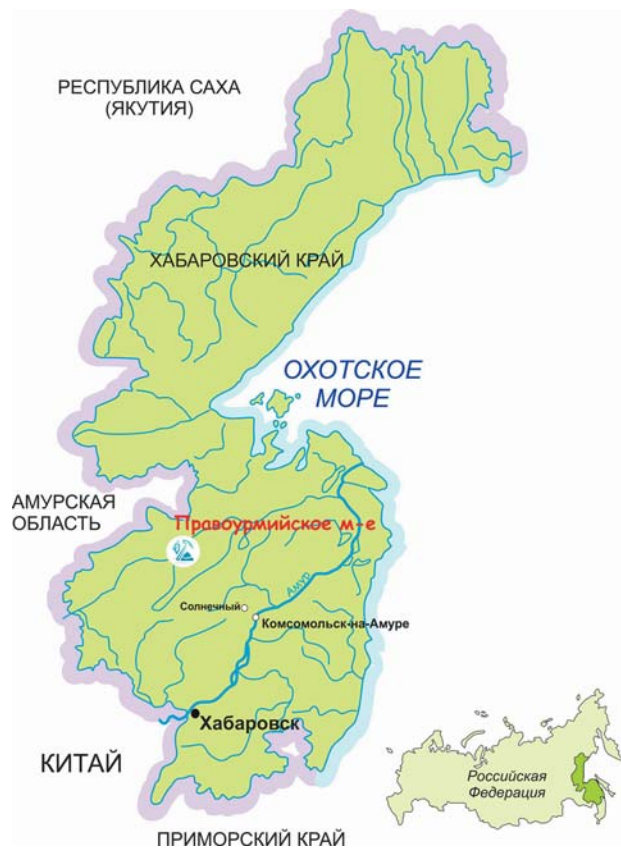 РЕСПУБЛИКА САХА
(ЯКУТИЯ)
ХАБАРОВСКИЙ КРАЙ
ОХОТСКОЕ
МОРЕ
АМУРСКАЯ
ОБЛАСТЬ
Правоурмийское м-е
Амур
Солнечный
Комсомольск-на-Амуре
Хабаровск
КИТАЙ
Российская
Федерация
ПРИМОРСКИЙ КРАЙ